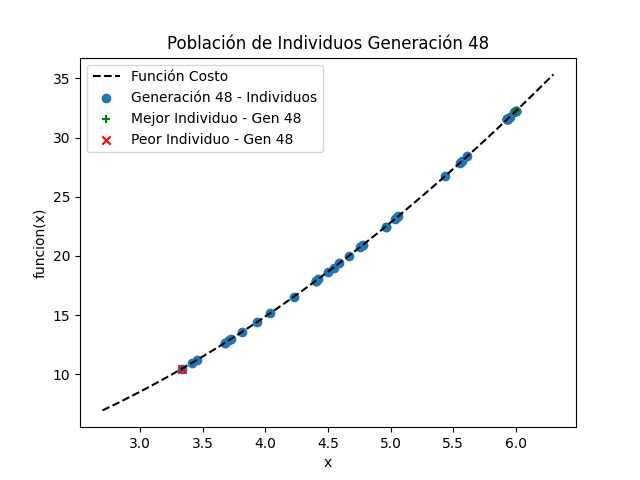 Población de Individuos Generación 48
Función Costo
Generación 48 - Individuos
Mejor Individuo - Gen 48
Peor Individuo - Gen 48
funcion(x)
35
30
25
20
15
10
3.0 3.5 4.0 4.5 5.0 5.5 6.0
x